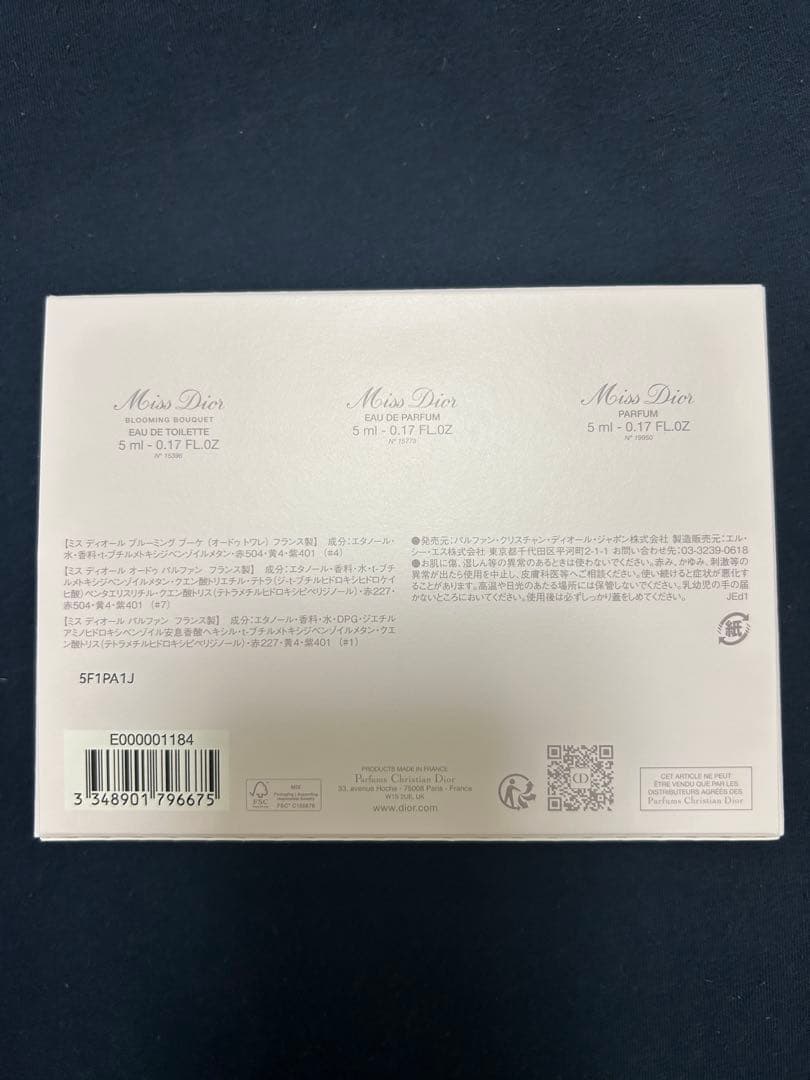 Miss Dior
BLOOMING BOUQUET
EAU DE TOILETTE
5 ml - 0.17 FL.OZ
N° 15396
Miss Dior
EAU DE PARFUM
5 ml - 0.17 FL.OZ
N° 15778
Miss Dior
PARFUM
5 ml - 0.17 FL.OZ
N° 19950
【ミス ディオール ブルーミング ブーケ (オードゥ トワレ) フランス製】 成分:エタノール・
水・香料・t-ブチルメトキシジベンゾイルメタン・赤504・黄4・紫401 (#4)
【ミス ディオール オードゥ パルファン フランス製】 成分:エタノール・香料・水・t-ブチ
ルメトキシジベンゾイルメタン・クエン酸トリエチル・テトラ(ジ-t-ブチルヒドロキシヒドロケイ
ヒ酸)ペンタエリスリチル・クエン酸トリス(テトラメチルヒドロキシピペリジノール)・赤227・
赤504・黄4・紫401 (#7)
【ミス ディオール パルファン フランス製】 成分:エタノール・香料・水・DPG・ジエチル
アミノヒドロキシベンゾイル安息香酸ヘキシル・t-ブチルメトキシジベンゾイルメタン・クエ
ン酸トリス(テトラメチルヒドロキシピペリジノール)・赤227・黄4・紫401 (#1)
●発売元:パルファン・クリスチャン・ディオール・ジャポン株式会社 製造販売元:エル・
シー・エス株式会社 東京都千代田区平河町2-1-1 お問い合わせ先:03-3239-0618
●お肌に傷、湿しん等の異常のあるときは使わないでください。赤み、かゆみ、刺激等の
異常が出たら使用を中止し、皮膚科医等へご相談ください。使い続けると症状が悪化す
ることがあります。高温や日光のあたる場所には保管しないでください。乳幼児の手の届
かないところにおいてください。使用後は必ずしっかり蓋をしめてください。 JEd1
紙
5F1PA1J
E000001184
3 348901 796675
FSC
MIX
Packaging | Supporting
responsible forestry
FSC® C155678
PRODUCTS MADE IN FRANCE
Parfums Christian Dior
33, avenue Hoche - 75008 Paris - France
W1S 2UE, UK
www.dior.com
CD
CET ARTICLE NE PEUT
ÊTRE VENDU QUE PAR LES
DISTRIBUTEURS AGRÉÉS DES
Parfums Christian Dior